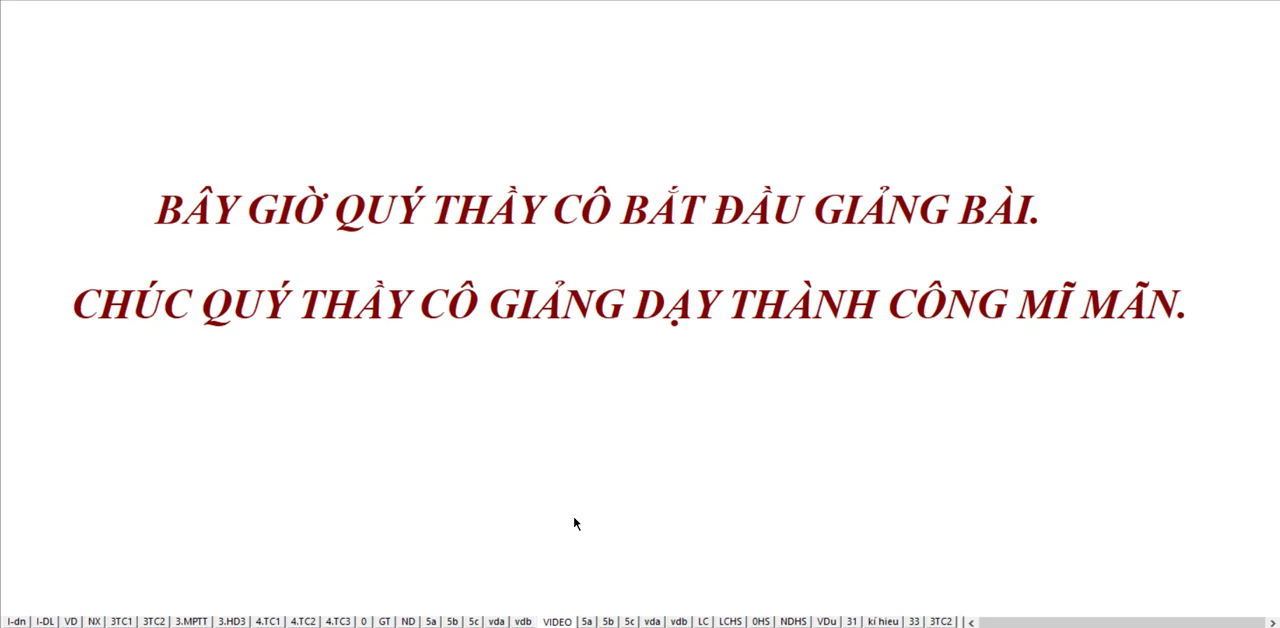 BÂY GIỜ QUÝ THẦY CÔ BẮT ĐẦU GIẢNG BÀI.
CHÚC QUÝ THẦY CÔ GIẢNG DẠY THÀNH CÔNG MĨ MÃN.
I-dn | I-DL | VD | NX | 3TC1 | 3TC2 | 3.MPTT | 3.HD3 | 4.TC1 | 4.TC2 | 4.TC3 | 0 | GT | ND | 5a | 5b | 5c | vda | vdb | VIDEO | 5a | 5b | 5c | vda | vdb | LC | LCHS | 0HS | NDHS | VDu | 31 | kí hieu | 33 | 3TC2 |